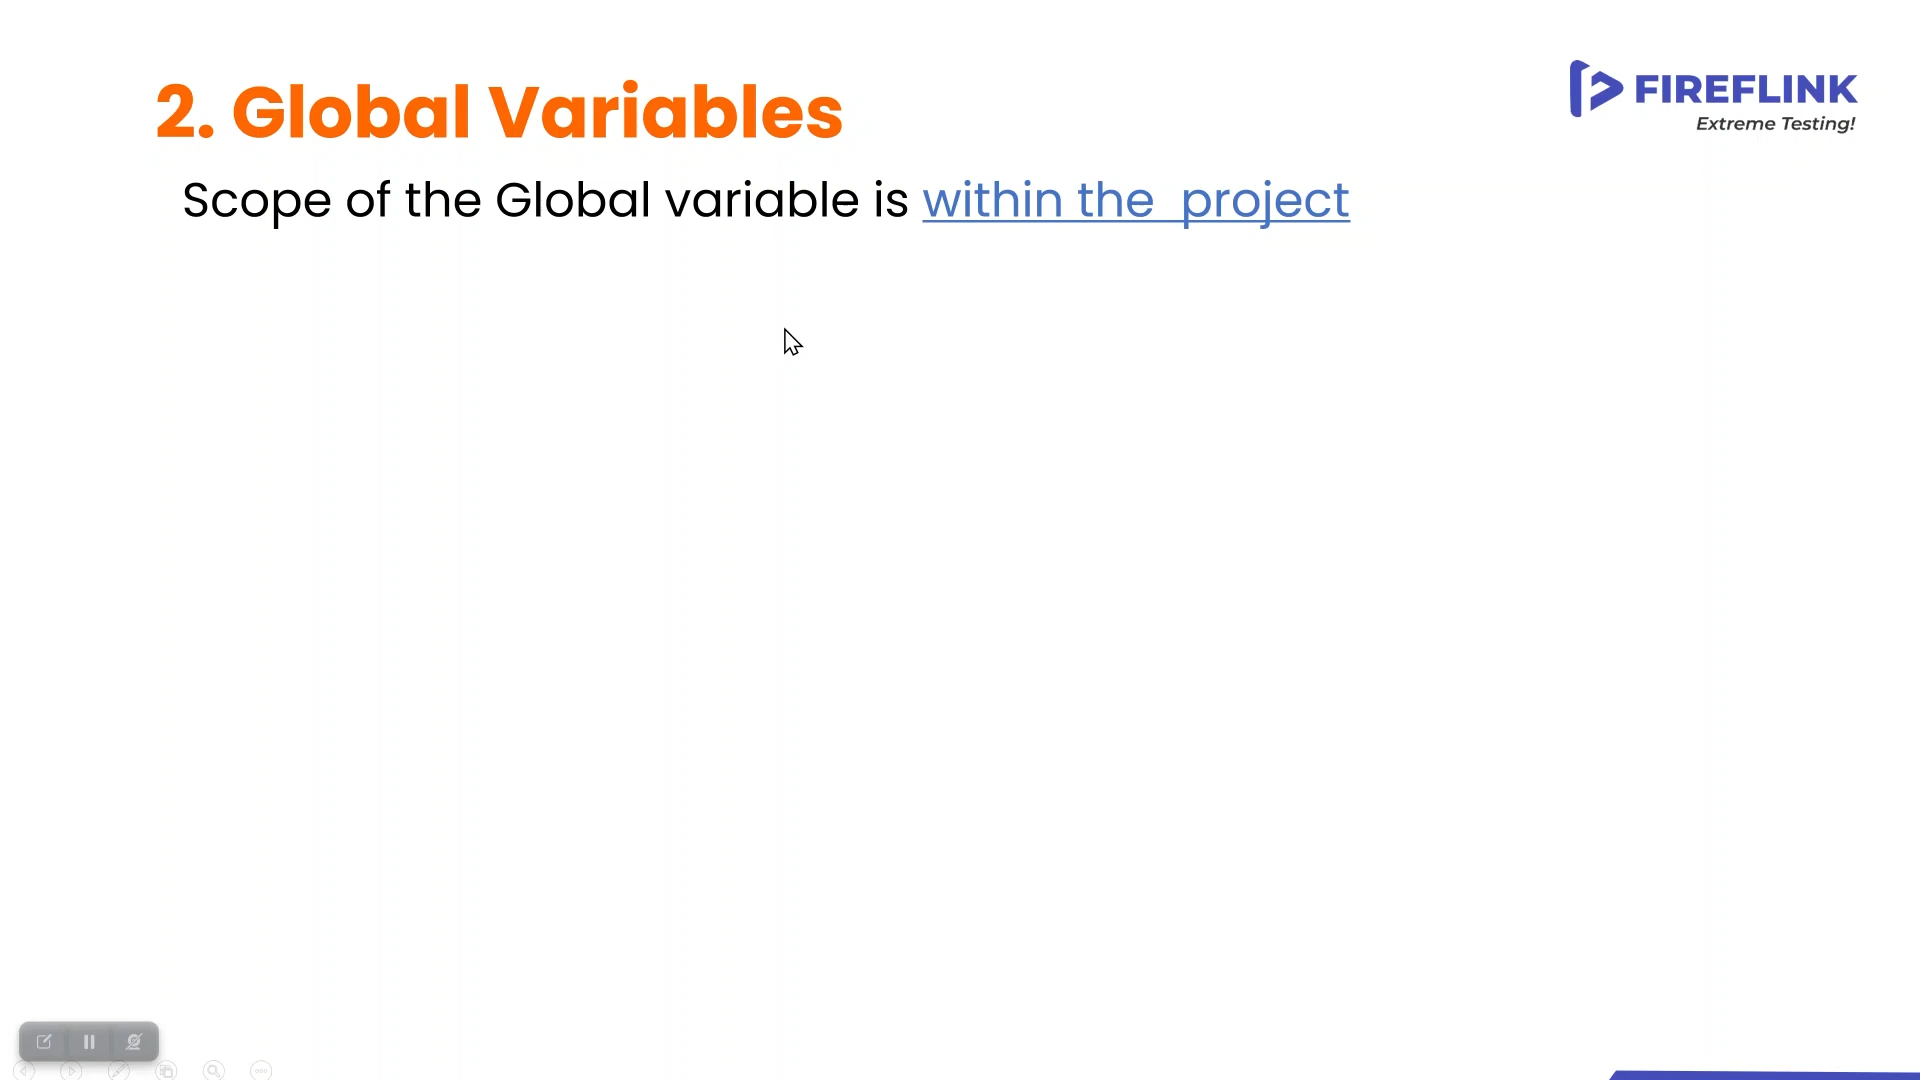 2. Global Variables
FIREFLINK
Extreme Testing!
Scope of the Global variable is within the  project